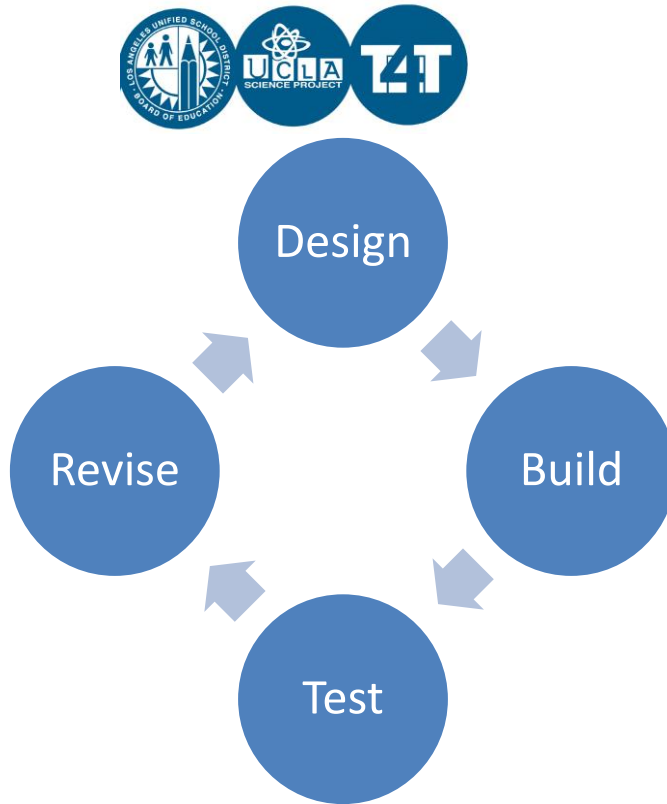 LOS ANGELES UNIFIED SCHOOL DISTRICT
BOARD OF EDUCATION
UCLA
SCIENCE PROJECT
T4T
Design
Build
Test
Revise